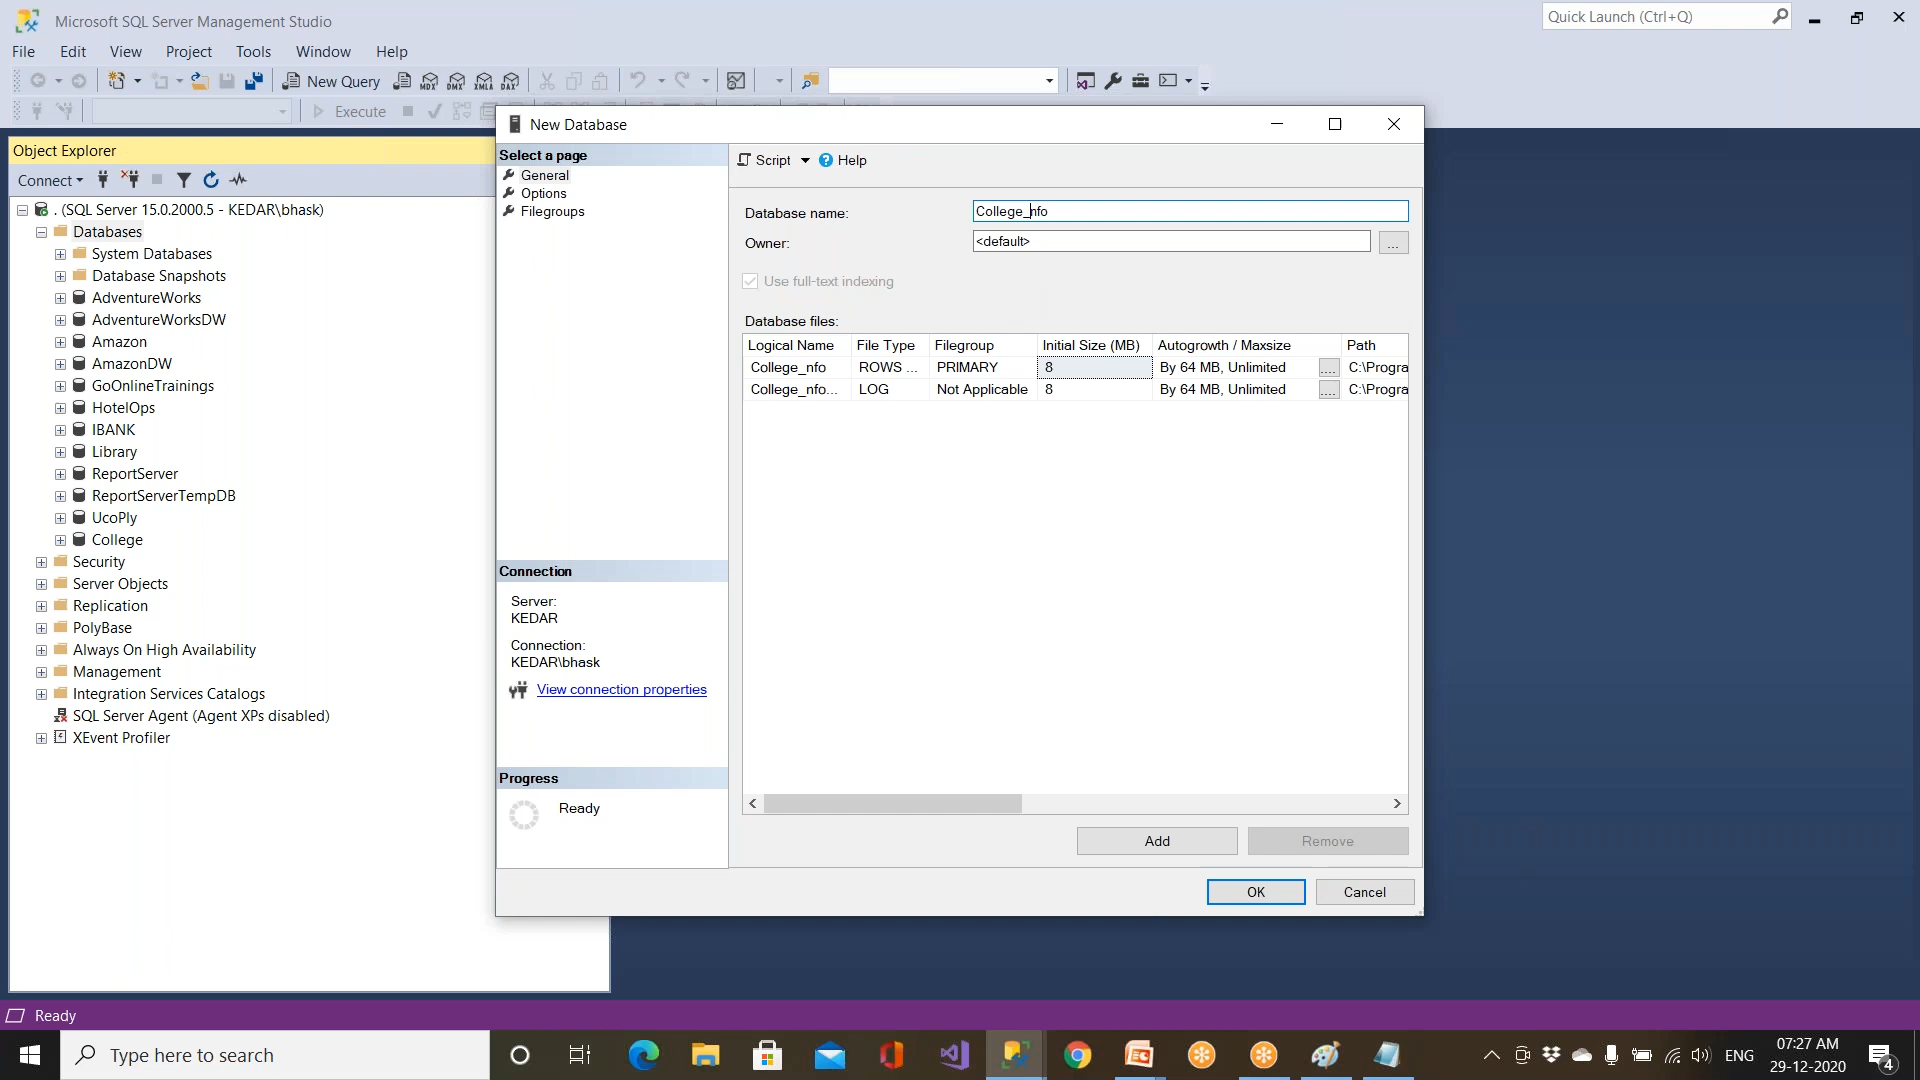 Microsoft SQL Server Management Studio
Quick Launch (Ctrl+Q)
File Edit View Project Tools Window Help
New Query MDX DMX XMLA DAX
Execute
Object Explorer
Connect
. (SQL Server 15.0.2000.5 - KEDAR\bhask)
Databases
System Databases
Database Snapshots
AdventureWorks
AdventureWorksDW
Amazon
AmazonDW
GoOnlineTrainings
HotelOps
IBANK
Library
ReportServer
ReportServerTempDB
UcoPly
College
Security
Server Objects
Replication
PolyBase
Always On High Availability
Management
Integration Services Catalogs
SQL Server Agent (Agent XPs disabled)
XEvent Profiler
New Database
Select a page
General
Options
Filegroups
Connection
Server:
KEDAR
Connection:
KEDAR\bhask
View connection properties
Progress
Ready
Script Help
Database name: College_nfo
Owner: <default> ...
Use full-text indexing
Database files:
Logical Name File Type Filegroup Initial Size (MB) Autogrowth / Maxsize Path
College_nfo ROWS ... PRIMARY 8 By 64 MB, Unlimited .... C:\Progra
College_nfo... LOG Not Applicable 8 By 64 MB, Unlimited .... C:\Progra
Add Remove
OK Cancel
Ready
Type here to search
ENG
07:27 AM
29-12-2020
4